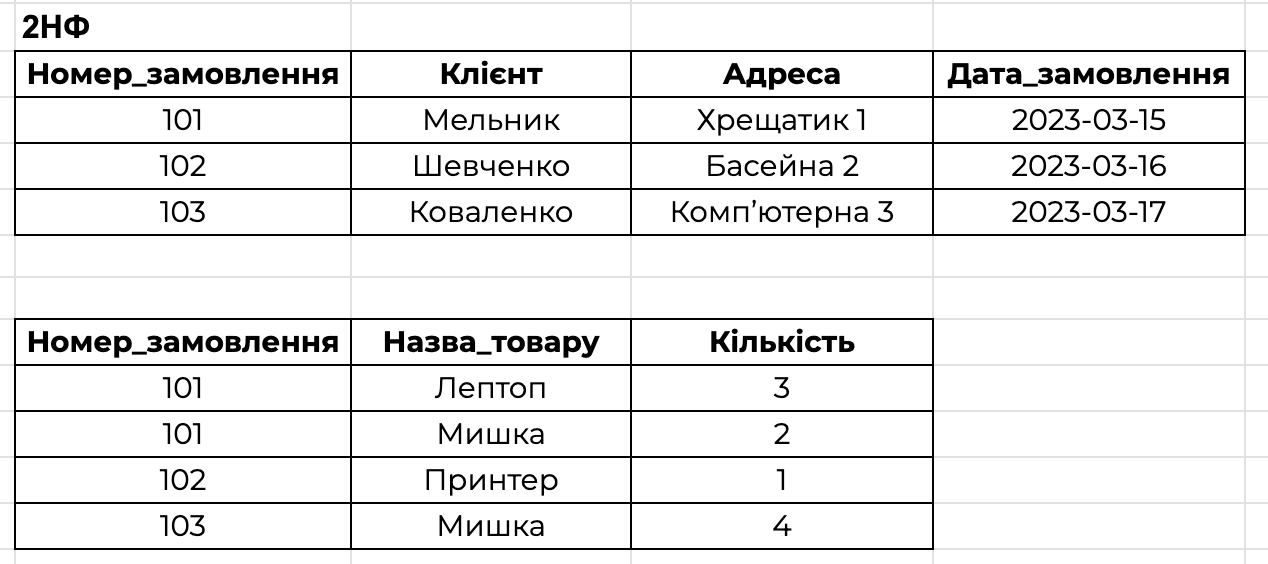 2НФ
Номер_замовлення Клієнт Адреса Дата_замовлення
101 Мельник Хрещатик 1 2023-03-15
102 Шевченко Басейна 2 2023-03-16
103 Коваленко Комп’ютерна 3 2023-03-17
Номер_замовлення Назва_товару Кількість
101 Лептоп 3
101 Мишка 2
102 Принтер 1
103 Мишка 4